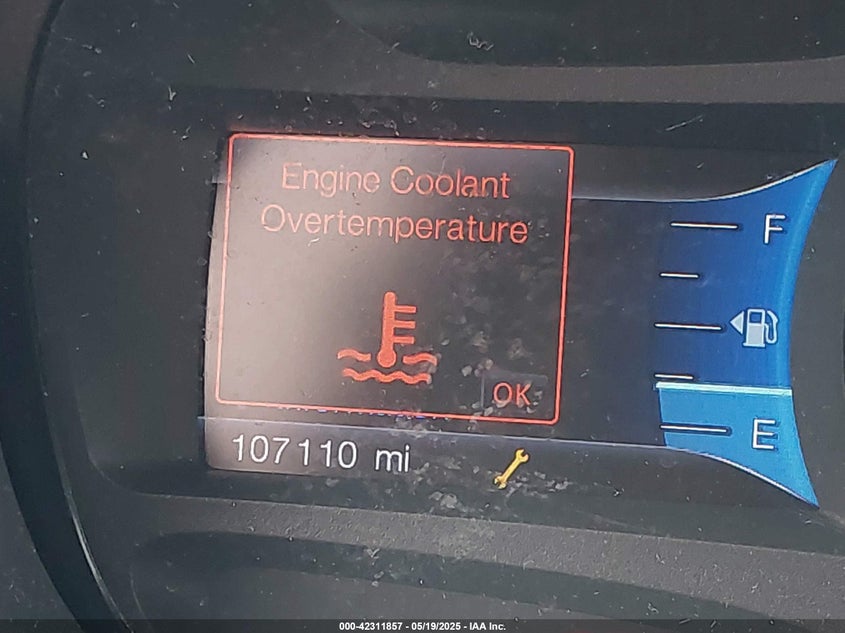 Engine Coolant
Overtemperature
OK
F
E
107110 mi
000-42311857 - 05/19/2025 - IAA Inc.